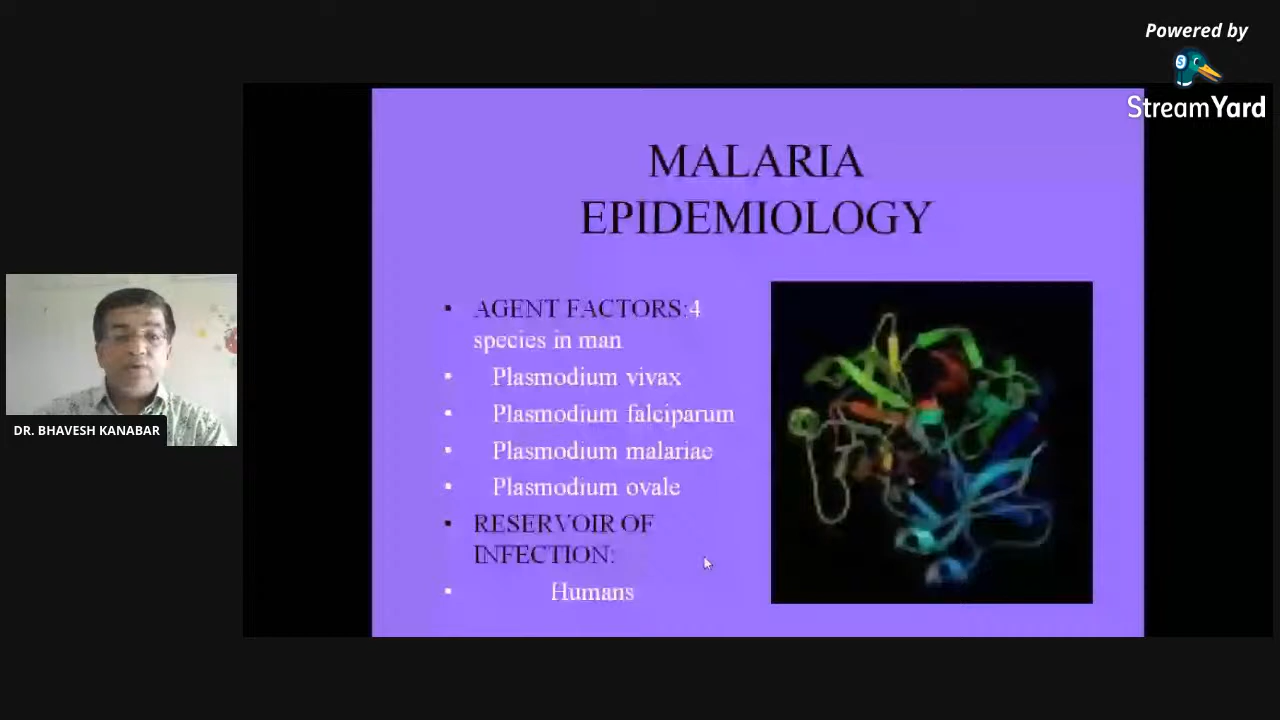 Powered by
StreamYard
MALARIA
EPIDEMIOLOGY
• AGENT FACTORS:4
species in man
• Plasmodium vivax
• Plasmodium falciparum
• Plasmodium malariae
• Plasmodium ovale
• RESERVOIR OF
INFECTION:
• Humans
DR. BHAVESH KANABAR